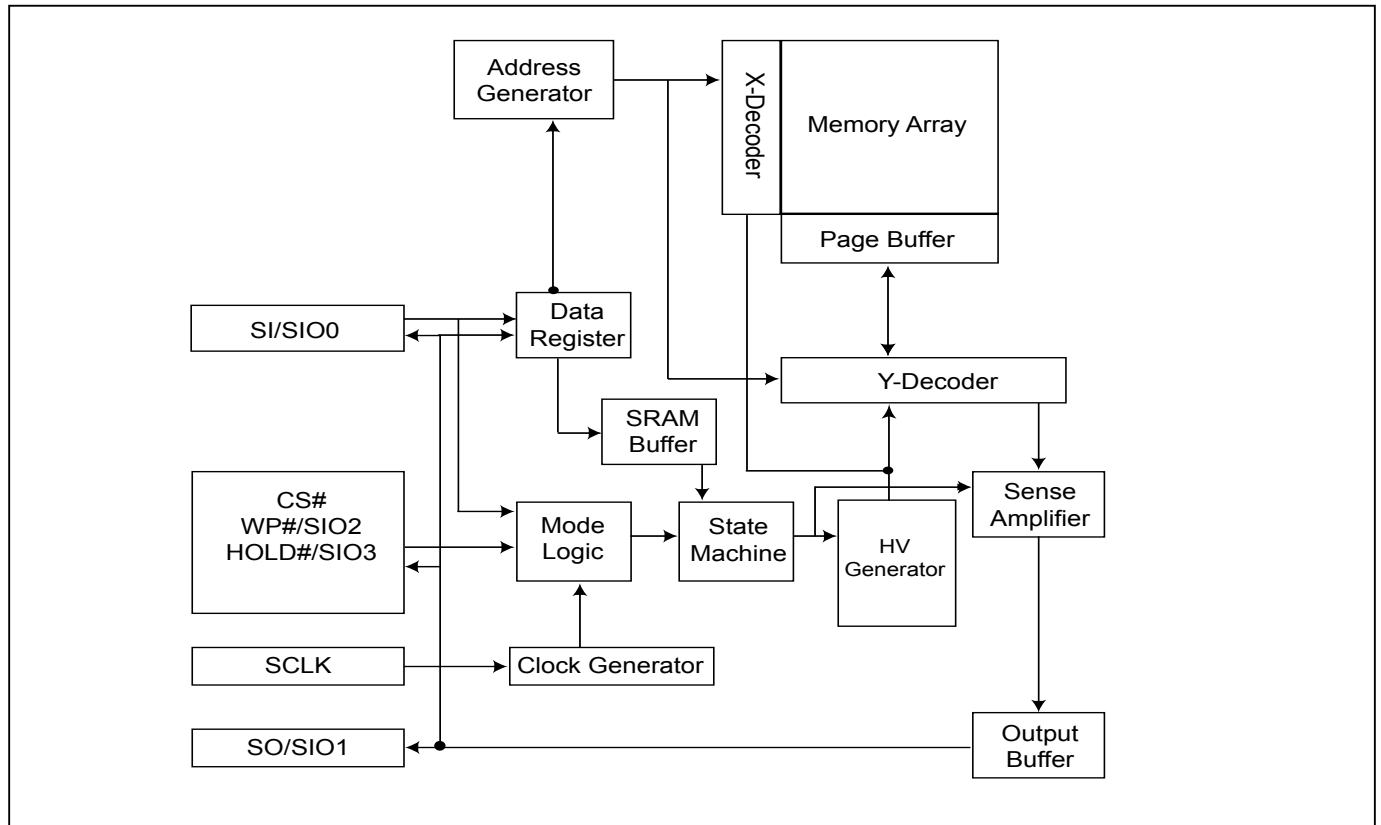 Address
Generator
X-Decoder
Memory Array
Page Buffer
SI/SIO0
Data
Register
Y-Decoder
SRAM
Buffer
CS#
WP#/SIO2
HOLD#/SIO3
Mode
Logic
State
Machine
HV
Generator
Sense
Amplifier
SCLK
Clock Generator
SO/SIO1
Output
Buffer